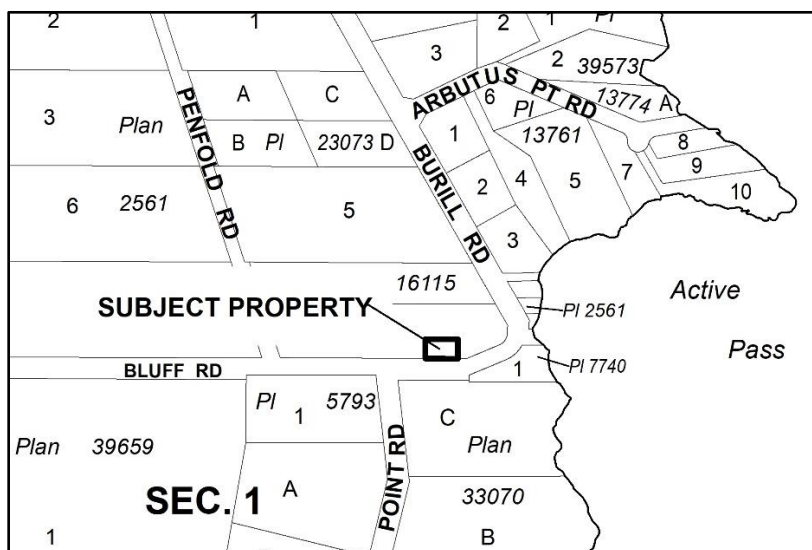 2
1
3
2
1
Pl
2
39573
ARBUTUS PT RD
13774 A
3
Plan
PENFOLD RD
A
C
B Pl 23073 D
1
6
Pl
13761
8
9
10
BURILL RD
2
4
5
7
6 2561
5
3
16115
Active
Pass
SUBJECT PROPERTY
Pl 2561
BLUFF RD
Pl 7740
1
Pl 1 5793
POINT RD
C
Plan
Plan 39659
SEC. 1
A
33070
1
B